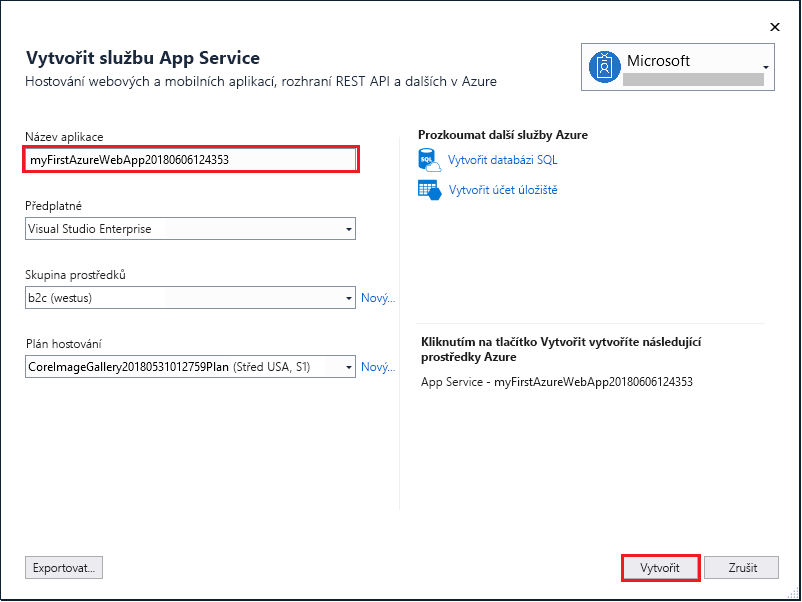 Vytvořit službu App Service
Hostování webových a mobilních aplikací, rozhraní REST API a dalších v Azure
Microsoft
Název aplikace
myFirstAzureWebApp20180606124353
Předplatné
Visual Studio Enterprise
Skupina prostředků
b2c (westus)
Nový...
Plán hostování
CoreImageGallery20180531012759Plan (Střed USA, S1)
Nový...
Prozkoumat další služby Azure
SQL
Vytvořit databázi SQL
Vytvořit účet úložiště
Kliknutím na tlačítko Vytvořit vytvoříte následující
prostředky Azure
App Service - myFirstAzureWebApp20180606124353
Exportovat...
Vytvořit
Zrušit